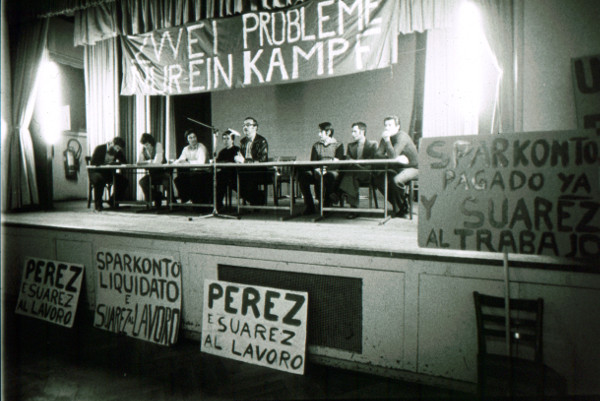 ZWEI PROBLEME
NUR EIN KAMPF!
SPARKONTO
PAGADO YA
Y SUAREZ
AL TRABAJO
PEREZ
E SUAREZ
AL LAVORO
SPARKONTO
LIQUIDATO
E
SUAREZ AL LAVORO
PEREZ
E SUAREZ
AL LAVORO